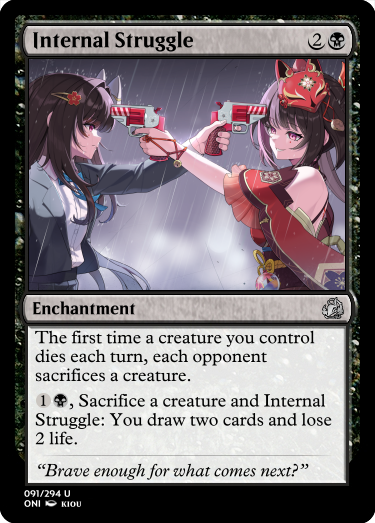 Internal Struggle 2
Enchantment
The first time a creature you control
dies each turn, each opponent
sacrifices a creature.
1 , Sacrifice a creature and Internal
Struggle: You draw two cards and lose
2 life.
“Brave enough for what comes next?”
091/294 U
ONI KIOU